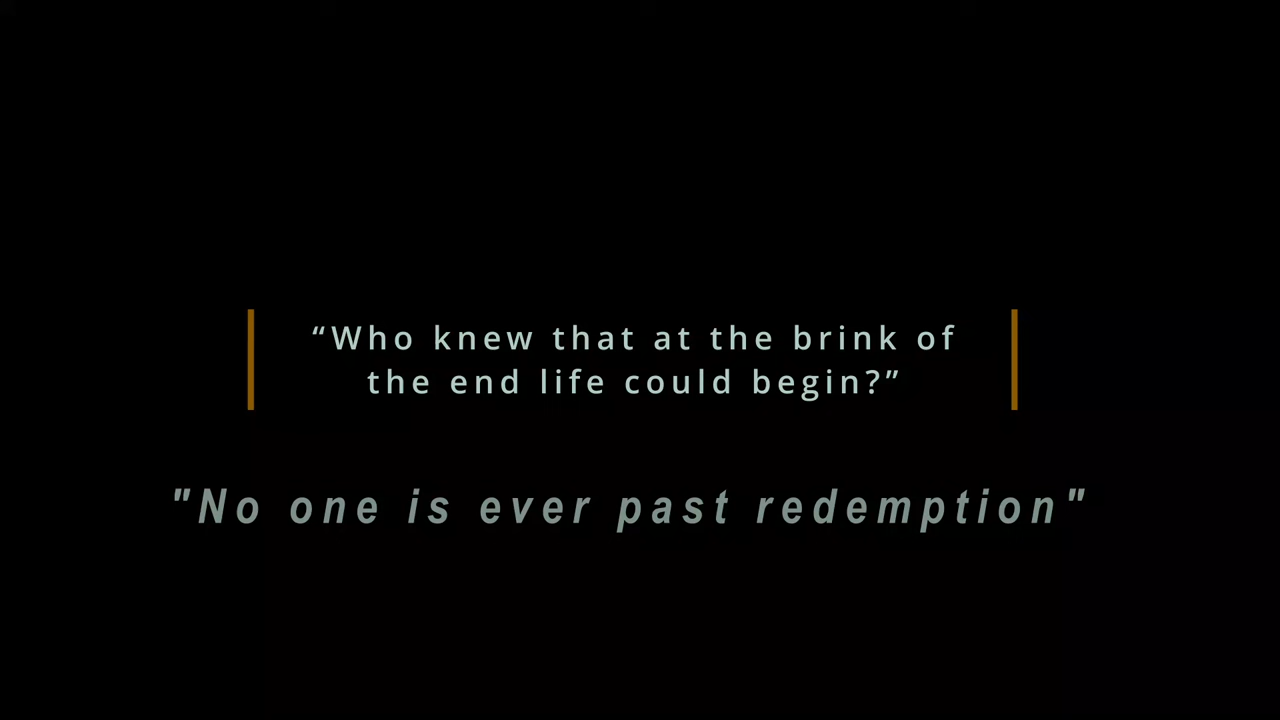 “Who knew that at the brink of
the end life could begin?”
"No one is ever past redemption"